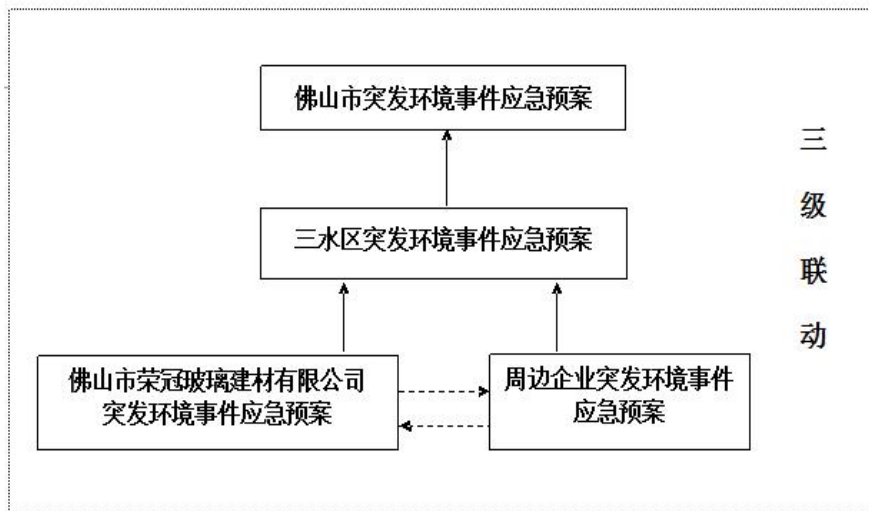 佛山市突发环境事件应急预案
三水区突发环境事件应急预案
佛山市荣冠玻璃建材有限公司
突发环境事件应急预案
周边企业突发环境事件
应急预案
三
级
联
动